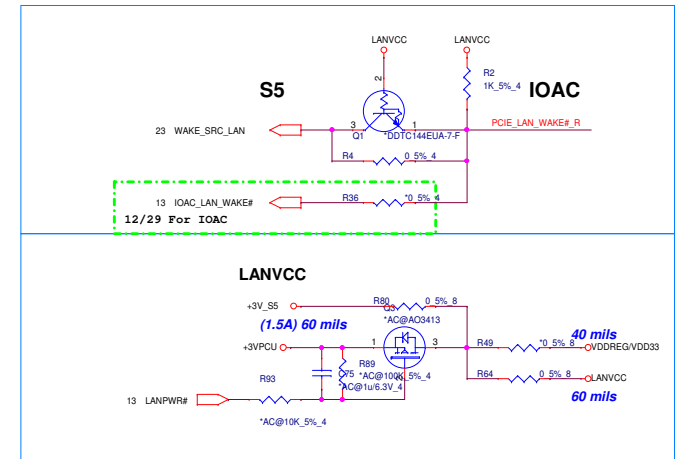 LANVCC
LANVCC
2
R2
1K_5%_4
S5
IOAC
3
1
PCIE_LAN_WAKE#_R
23 WAKE_SRC_LAN
Q1
*DDTC144EUA-7-F
R4
0_5%_4
13 IOAC_LAN_WAKE#
R36
*0_5%_4
12/29 For IOAC
LANVCC
+3V_S5
R80
0_5%_8
Q3
*AC@AO3413
(1.5A) 60 mils
40 mils
+3VPCU
1
3
R49
*0_5%_8
VDDREG/VDD33
R89
*AC@100K_5%_4
C75
*AC@1u/6.3V_4
R93
R64
0_5%_8
LANVCC
13 LANPWR#
60 mils
*AC@10K_5%_4